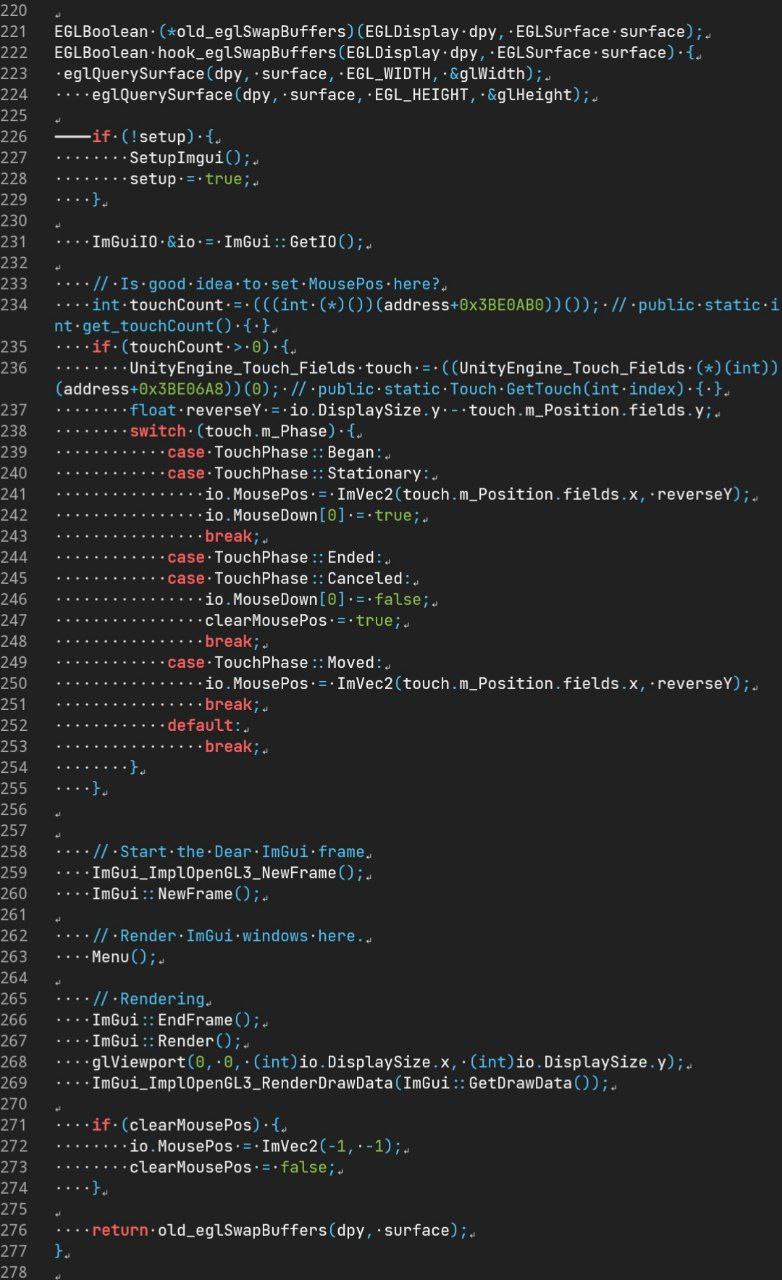 220
221 EGLBoolean (*old_eglSwapBuffers)(EGLDisplay dpy, EGLSurface surface);
222 EGLBoolean hook_eglSwapBuffers(EGLDisplay dpy, EGLSurface surface) {
223  eglQuerySurface(dpy, surface, EGL_WIDTH, &glWidth);
224     eglQuerySurface(dpy, surface, EGL_HEIGHT, &glHeight);
225
226     if (!setup) {
227         SetupImgui();
228         setup = true;
229     }
230
231     ImGuiIO &io = ImGui::GetIO();
232
233     // Is good idea to set MousePos here?
234     int touchCount = (((int (*)())(address+0x3BE0AB0))()); // public static i
nt get_touchCount() { }
235     if (touchCount > 0) {
236         UnityEngine_Touch_Fields touch = ((UnityEngine_Touch_Fields (*)(int))
(address+0x3BE06A8))(0); // public static Touch GetTouch(int index) { }
237         float reverseY = io.DisplaySize.y - touch.m_Position.fields.y;
238         switch (touch.m_Phase) {
239             case TouchPhase::Began:
240             case TouchPhase::Stationary:
241                 io.MousePos = ImVec2(touch.m_Position.fields.x, reverseY);
242                 io.MouseDown[0] = true;
243                 break;
244             case TouchPhase::Ended:
245             case TouchPhase::Canceled:
246                 io.MouseDown[0] = false;
247                 clearMousePos = true;
248                 break;
249             case TouchPhase::Moved:
250                 io.MousePos = ImVec2(touch.m_Position.fields.x, reverseY);
251                 break;
252             default:
253                 break;
254         }
255     }
256
257
258     // Start the Dear ImGui frame
259     ImGui_ImplOpenGL3_NewFrame();
260     ImGui::NewFrame();
261
262     // Render ImGui windows here.
263     Menu();
264
265     // Rendering
266     ImGui::EndFrame();
267     ImGui::Render();
268     glViewport(0, 0, (int)io.DisplaySize.x, (int)io.DisplaySize.y);
269     ImGui_ImplOpenGL3_RenderDrawData(ImGui::GetDrawData());
270
271     if (clearMousePos) {
272         io.MousePos = ImVec2(-1, -1);
273         clearMousePos = false;
274     }
275
276     return old_eglSwapBuffers(dpy, surface);
277 }
278